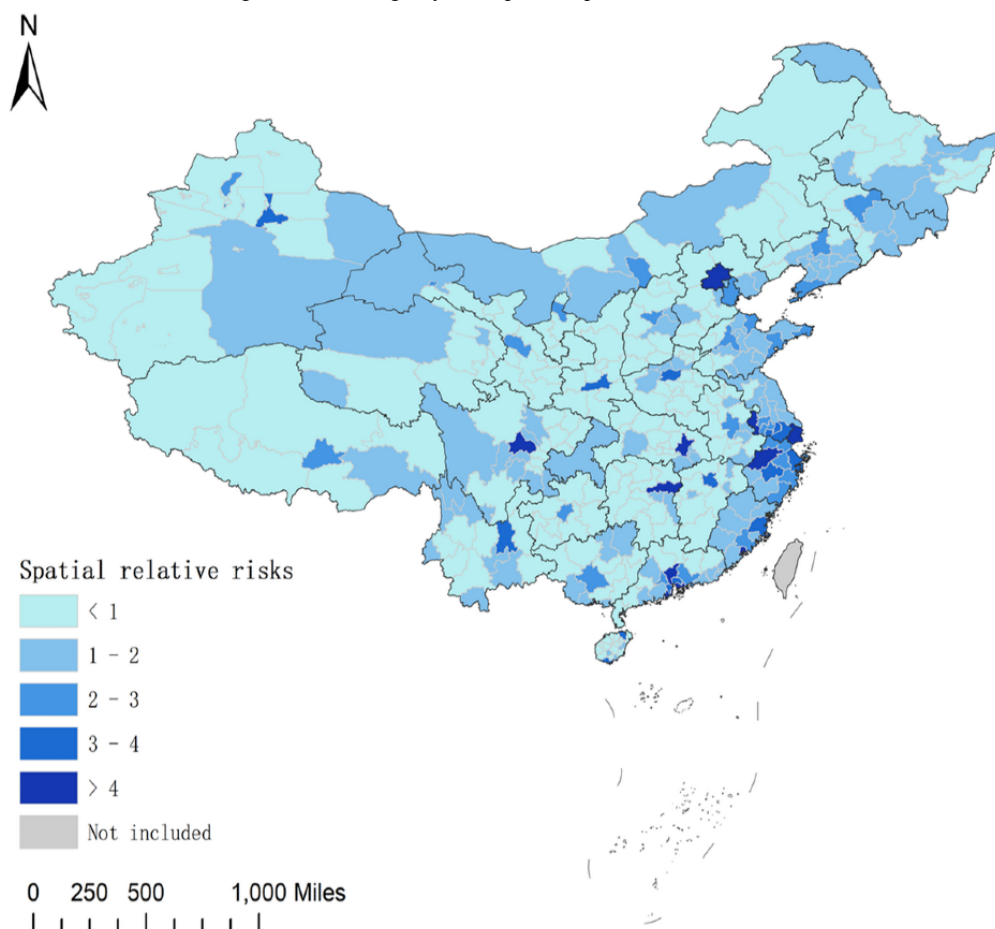 N
Spatial relative risks
< 1
1 - 2
2 - 3
3 - 4
> 4
Not included
0 250 500 1,000 Miles